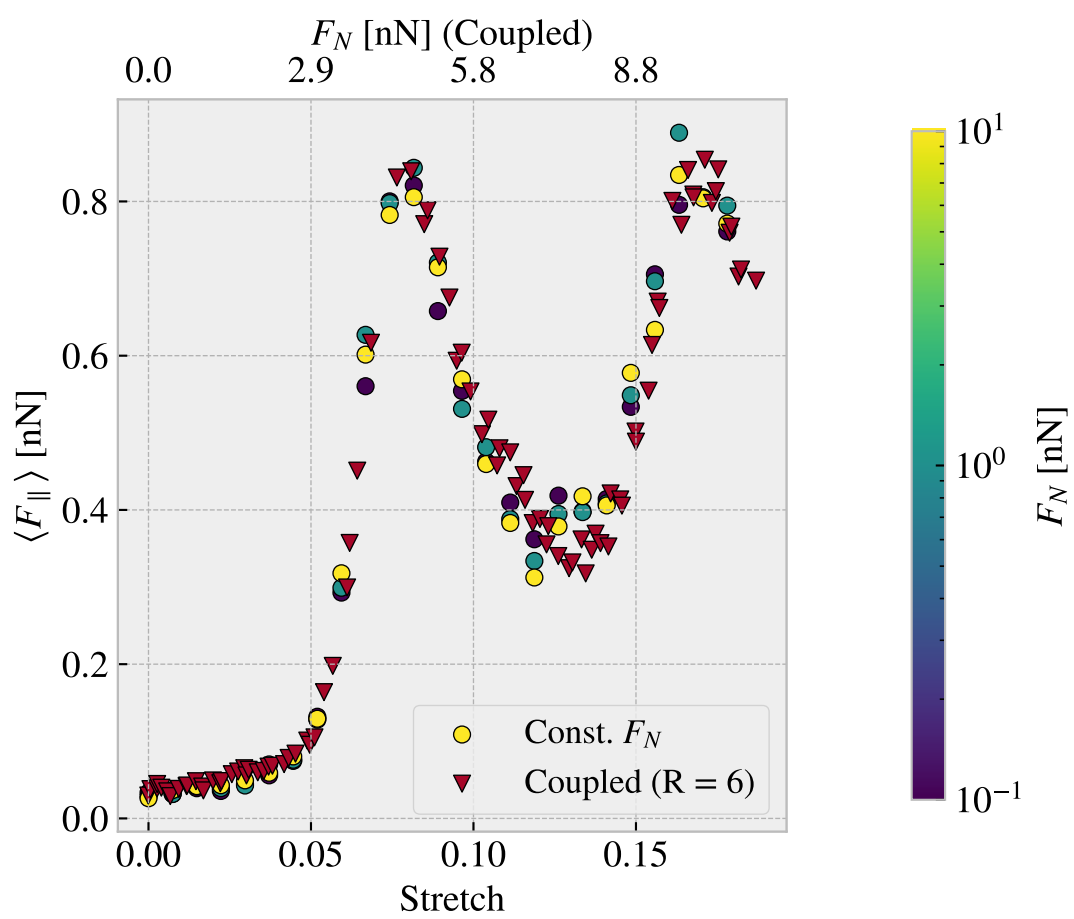 F_N [nN] (Coupled)
0.0 2.9 5.8 8.8
⟨F_∥⟩ [nN]
0.8
0.6
0.4
0.2
0.0
Const. F_N
Coupled (R = 6)
0.00 0.05 0.10 0.15
Stretch
10^1
10^0
10^−1
F_N [nN]